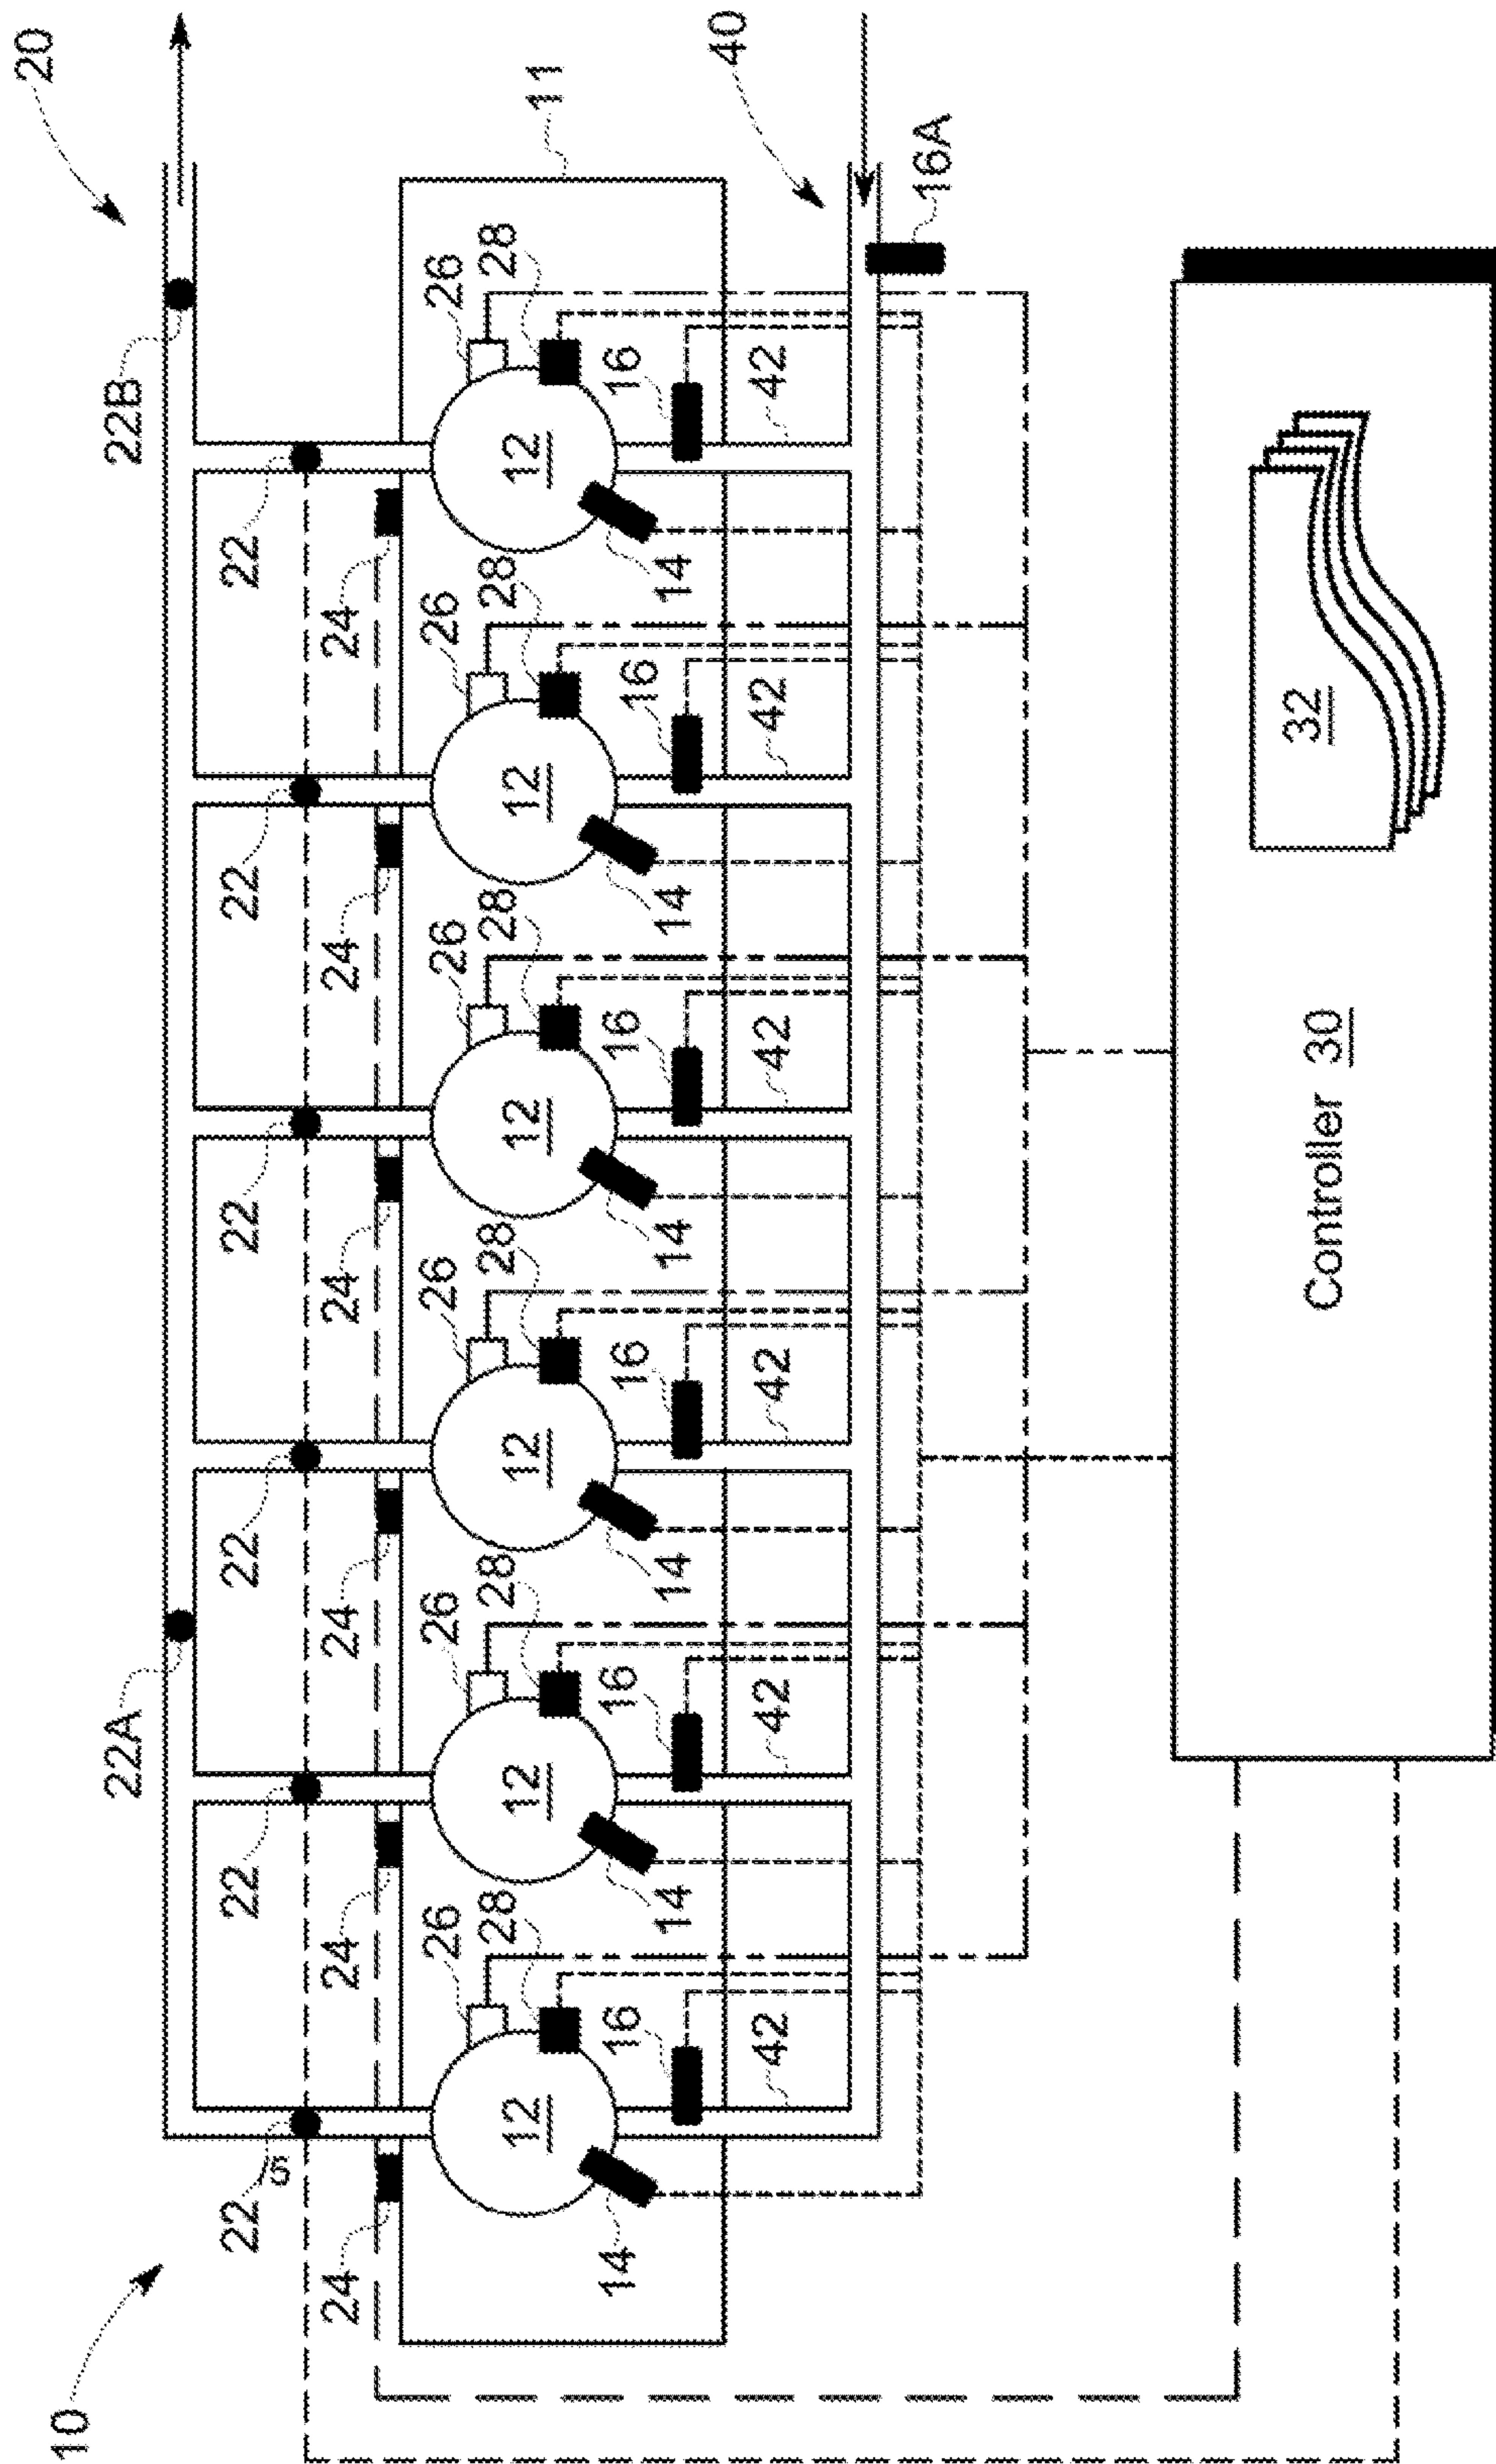 10 20
22A 22B
22 22 22 22 22 22
5
24 24 24 24 24 24
26 26 26 26 26 26
28 28 28 28 28 28
12 12 12 12 12 12
11
16 16 16 16 16 16
14 14 14 14 14 14
40
42 42 42 42 42 42
16A
Controller 30 32